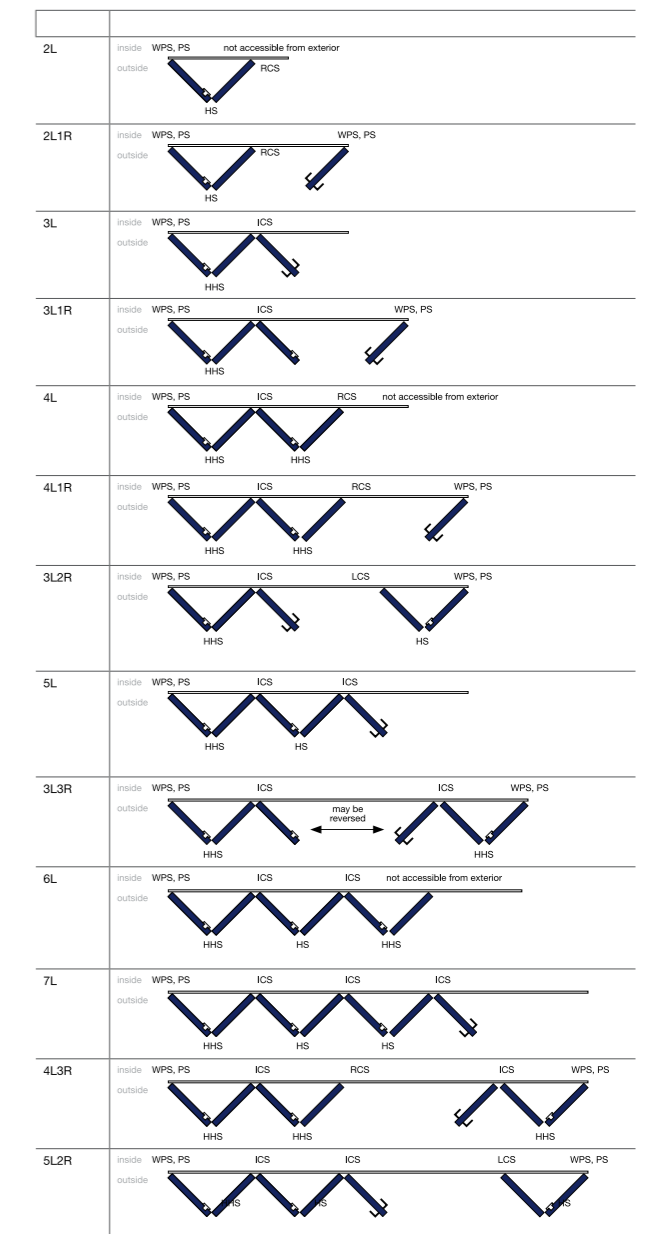 2L inside WPS, PS not accessible from exterior
outside RCS
HS
2L1R inside WPS, PS WPS, PS
outside RCS
HS
3L inside WPS, PS ICS
outside
HHS
3L1R inside WPS, PS ICS WPS, PS
outside
HHS
4L inside WPS, PS ICS RCS not accessible from exterior
outside
HHS HHS
4L1R inside WPS, PS ICS RCS WPS, PS
outside
HHS HHS
3L2R inside WPS, PS ICS LCS WPS, PS
outside
HHS HS
5L inside WPS, PS ICS ICS
outside
HHS HS
3L3R inside WPS, PS ICS ICS WPS, PS
outside may be
reversed
HHS HHS
6L inside WPS, PS ICS ICS not accessible from exterior
outside
HHS HS HHS
7L inside WPS, PS ICS ICS ICS
outside
HHS HS HS
4L3R inside WPS, PS ICS RCS ICS WPS, PS
outside
HHS HHS HHS
5L2R inside WPS, PS ICS ICS LCS WPS, PS
outside